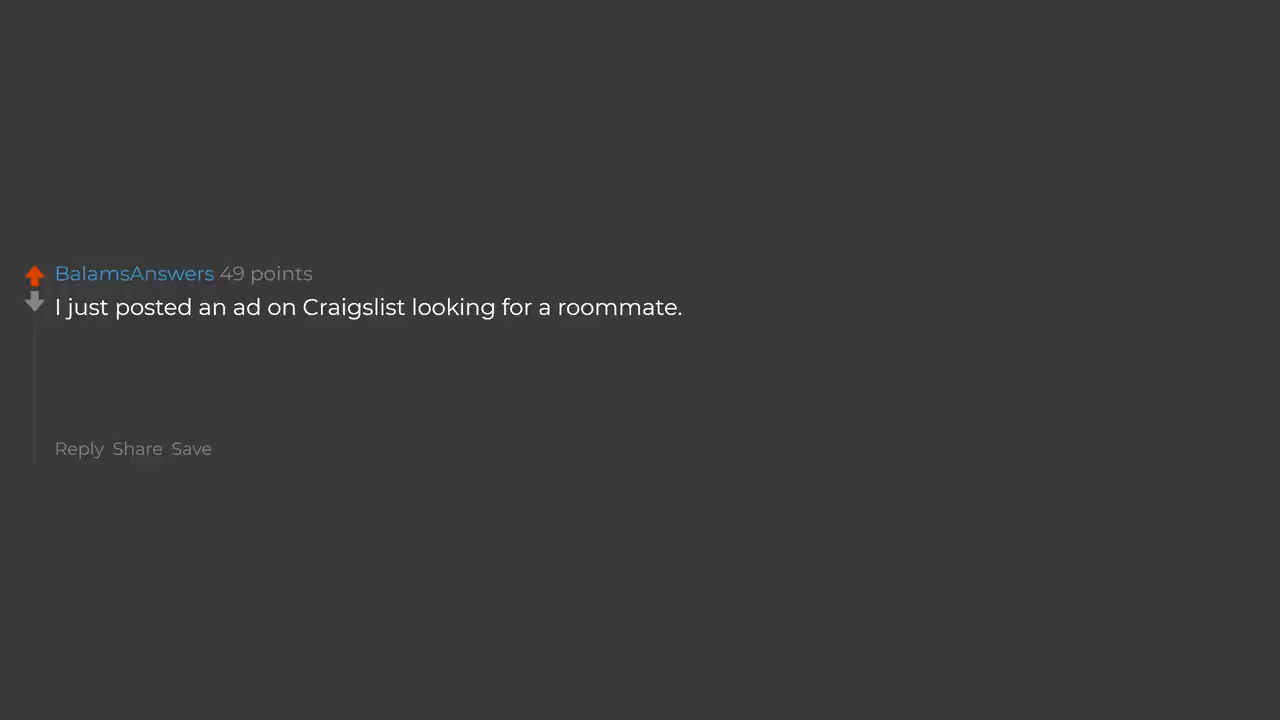 BalamsAnswers 49 points
I just posted an ad on Craigslist looking for a roommate.
Reply Share Save